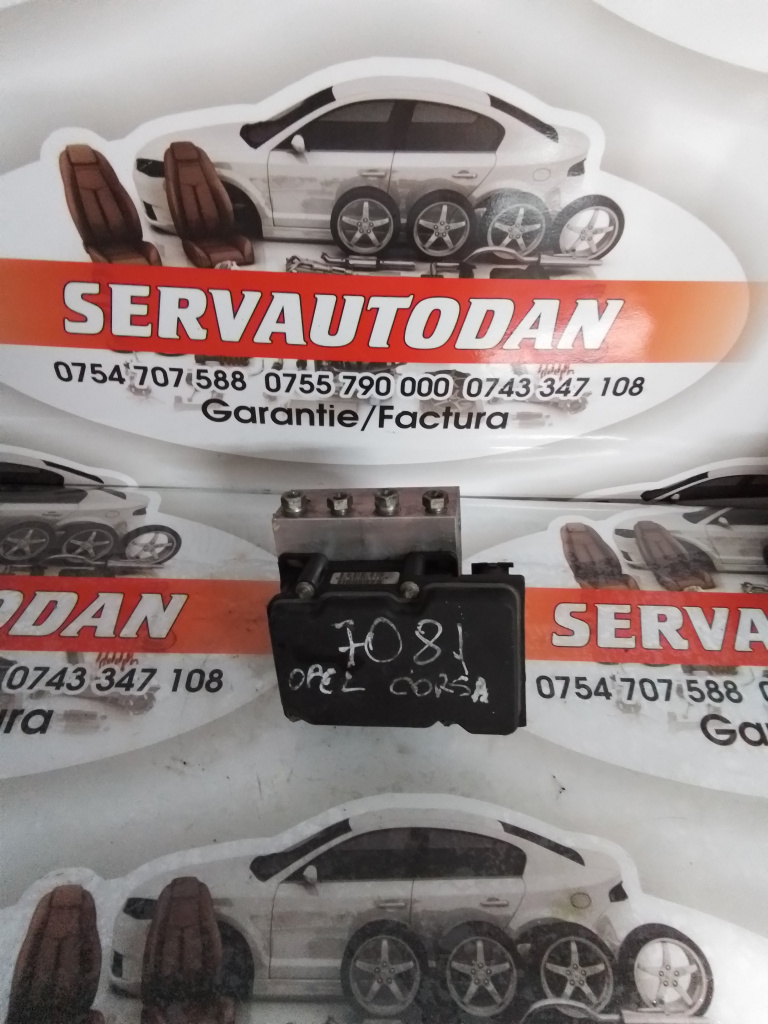 SERVAUTODAN
0754 707 588 0755 790 000 0743 347 108
Garantie/Factura
ODAN
0743 347 108
ura
SERVA
0754 707 588 0
Ga
7081
OPEL CORSA